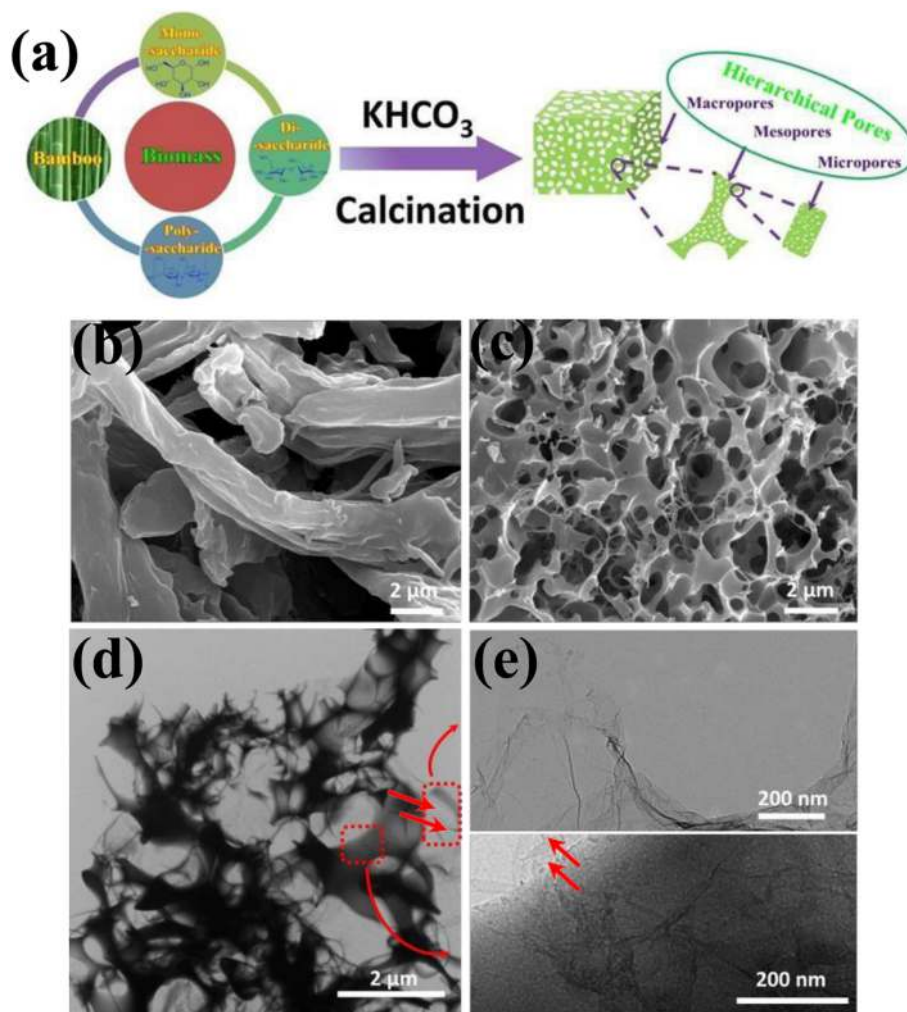 (a)
Mono-
-saccharide
Bamboo
Biomass
Di-
-saccharide
Poly-
-saccharide
KHCO3
Calcination
Hierarchical Pores
Macropores
Mesopores
Micropores
(b)
2 μm
(c)
2 μm
(d)
2 μm
(e)
200 nm
200 nm